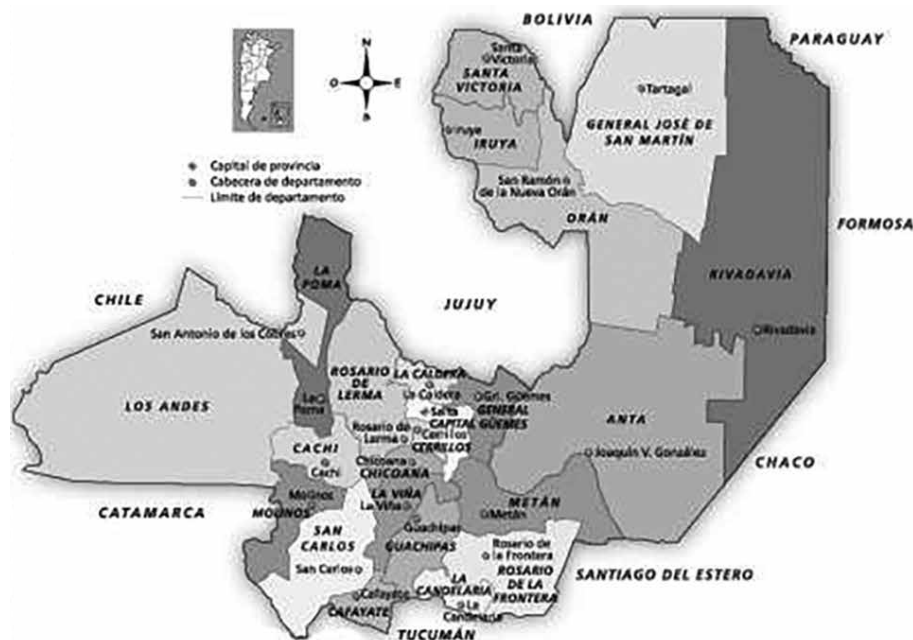 BOLIVIA
PARAGUAY
N
O
E
S
Santa
Victoria
SANTA
VICTORIA
Tartagal
GENERAL JOSÉ DE
SAN MARTÍN
Iruya
IRUYA
Capital de provincia
Cabecera de departamento
Límite de departamento
San Ramón
de la Nueva Orán
ORÁN
FORMOSA
LA
POMA
RIVADAVIA
CHILE
JUJUY
San Antonio de los Cobres
Rivadavia
ROSARIO
DE
LERMA
LA CALDERA
La Caldera
LOS ANDES
La
Poma
Gral. Güemes
GENERAL
GÜEMES
Salta
CAPITAL
ANTA
Rosario de
Lerma
Cerrillos
CERRILLOS
CACHI
Cachi
Chicoana
CHICOANA
Joaquín V. González
CHACO
CATAMARCA
Molinos
MOLINOS
LA VIÑA
La Viña
METÁN
Metán
SAN
CARLOS
San Carlos
Guachipas
GUACHIPAS
Rosario de
la Frontera
ROSARIO
DE LA
FRONTERA
SANTIAGO DEL ESTERO
LA
CANDELARIA
La
Candelaria
Cafayate
CAFAYATE
TUCUMÁN